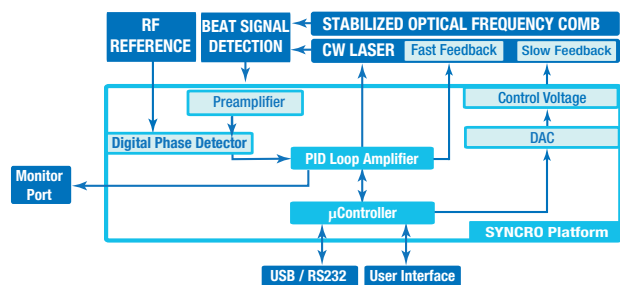 RF
REFERENCE
BEAT SIGNAL
DETECTION
STABILIZED OPTICAL FREQUENCY COMB
CW LASER
Fast Feedback
Slow Feedback
Preamplifier
Control Voltage
Digital Phase Detector
DAC
PID Loop Amplifier
Monitor
Port
µController
SYNCRO Platform
USB / RS232
User Interface